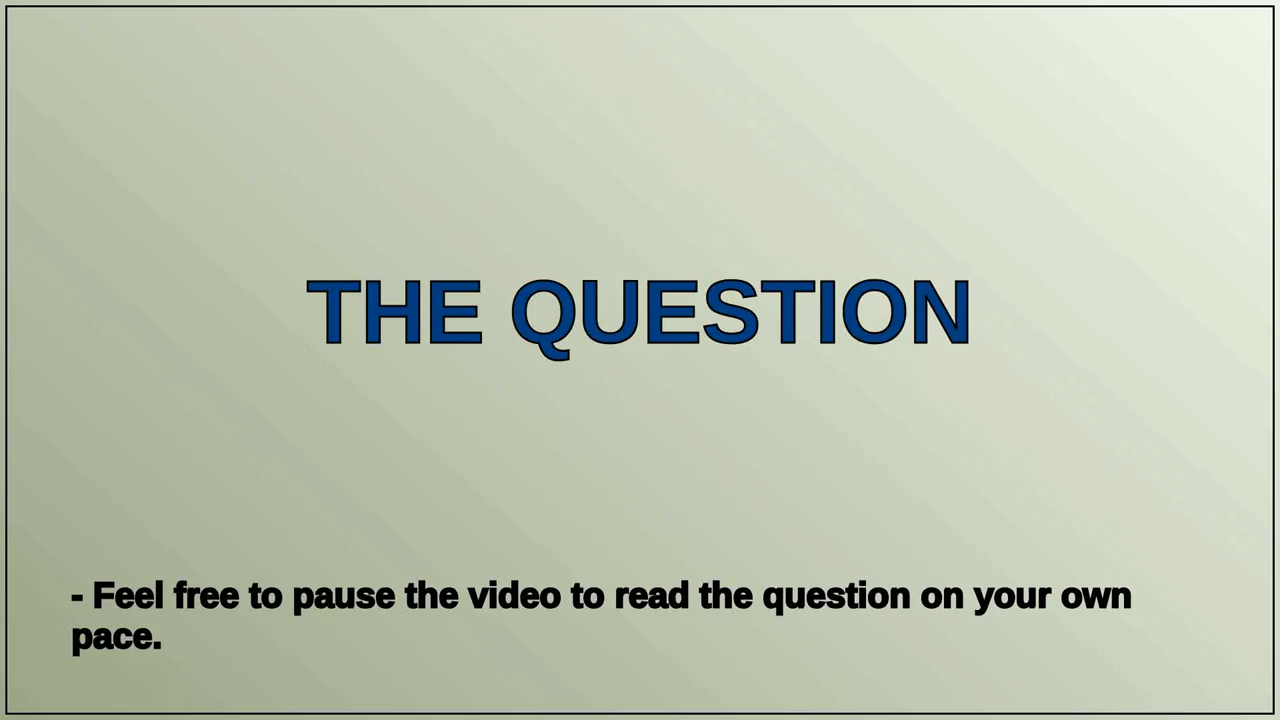 THE QUESTION
- Feel free to pause the video to read the question on your own
pace.